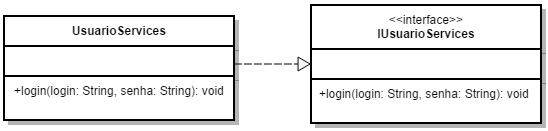 UsuarioServices
+login(login: String, senha: String): void
<<interface>>
IUsuarioServices
+login(login: String, senha: String): void